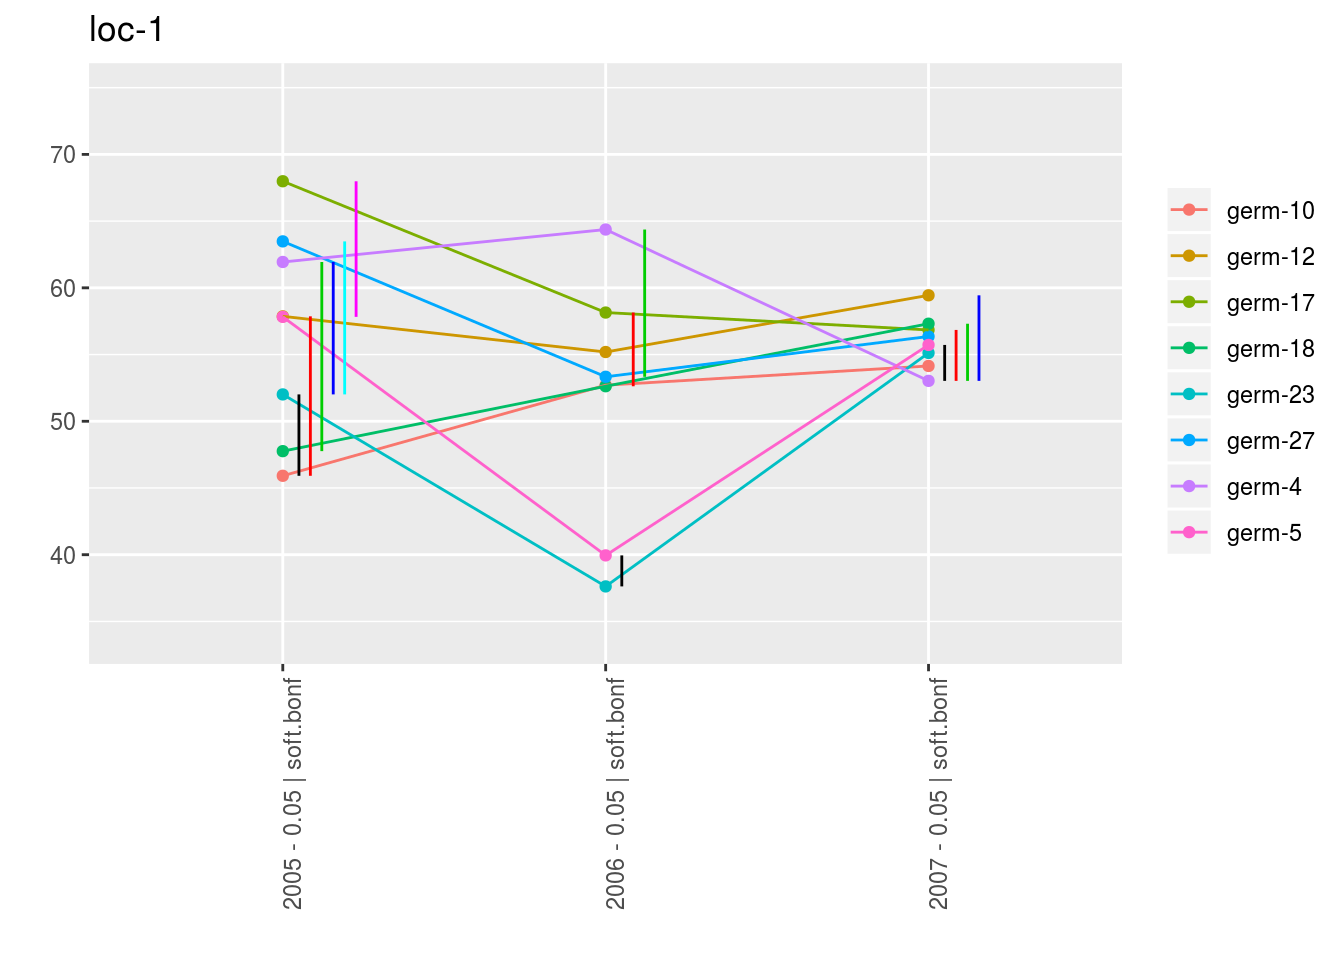 loc-1
70
60
50
40
2005 - 0.05 | soft.bonf
2006 - 0.05 | soft.bonf
2007 - 0.05 | soft.bonf
germ-10
germ-12
germ-17
germ-18
germ-23
germ-27
germ-4
germ-5